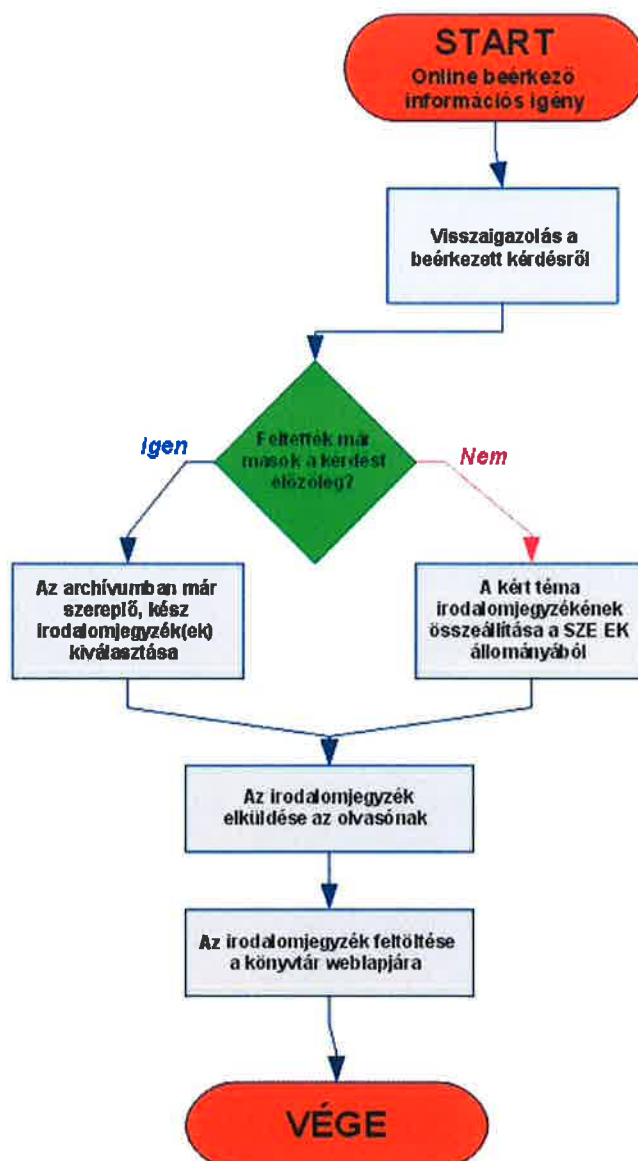 START
Online beérkező
információs igény
Visszaigazolás a
beérkezett kérdésről
Feltették már
mások a kérdést
előzőleg?
Igen
Nem
Az archívumban már
szereplő, kész
irodalomjegyzék(ek)
kiválasztása
A kért téma
irodalomjegyzékének
összeállítása a SZE EK
állományából
Az irodalomjegyzék
elküldése az olvasónak
Az irodalomjegyzék feltöltése
a könyvtár weblapjára
VÉGE